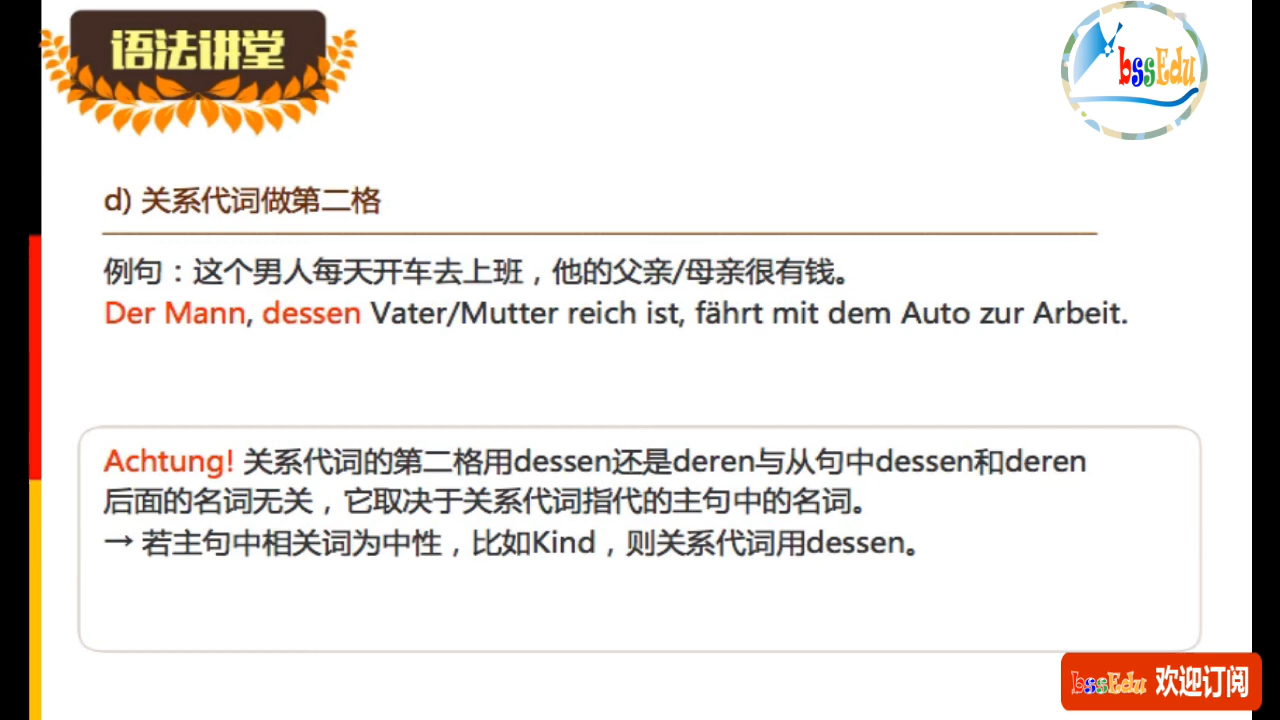 语法讲堂
bssEdu
d) 关系代词做第二格
例句：这个男人每天开车去上班，他的父亲/母亲很有钱。
Der Mann, dessen Vater/Mutter reich ist, fährt mit dem Auto zur Arbeit.
Achtung! 关系代词的第二格用dessen还是deren与从句中dessen和deren
后面的名词无关，它取决于关系代词指代的主句中的名词。
→ 若主句中相关词为中性，比如Kind，则关系代词用dessen。
bssEdu 欢迎订阅